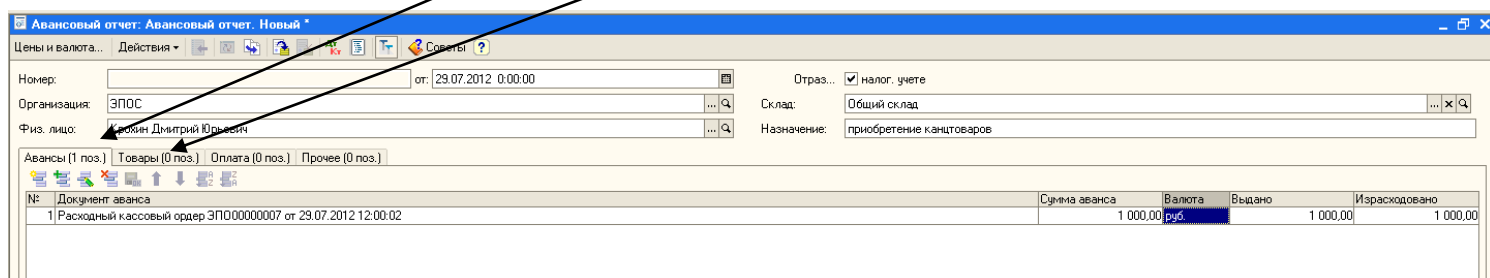 Авансовый отчет: Авансовый отчет. Новый *
Цены и валюта... Действия Советы ?
Номер: от: 29.07.2012 0:00:00 Отраз... налог. учете
Организация: ЭПОС Склад: Общий склад
Физ. лицо: Крохин Дмитрий Юрьевич Назначение: приобретение канцтоваров
Авансы (1 поз.) Товары (0 поз.) Оплата (0 поз.) Прочее (0 поз.)
№ Документ аванса Сумма аванса Валюта Выдано Израсходовано
1 Расходный кассовый ордер ЭПО00000007 от 29.07.2012 12:00:02 1 000,00 руб. 1 000,00 1 000,00